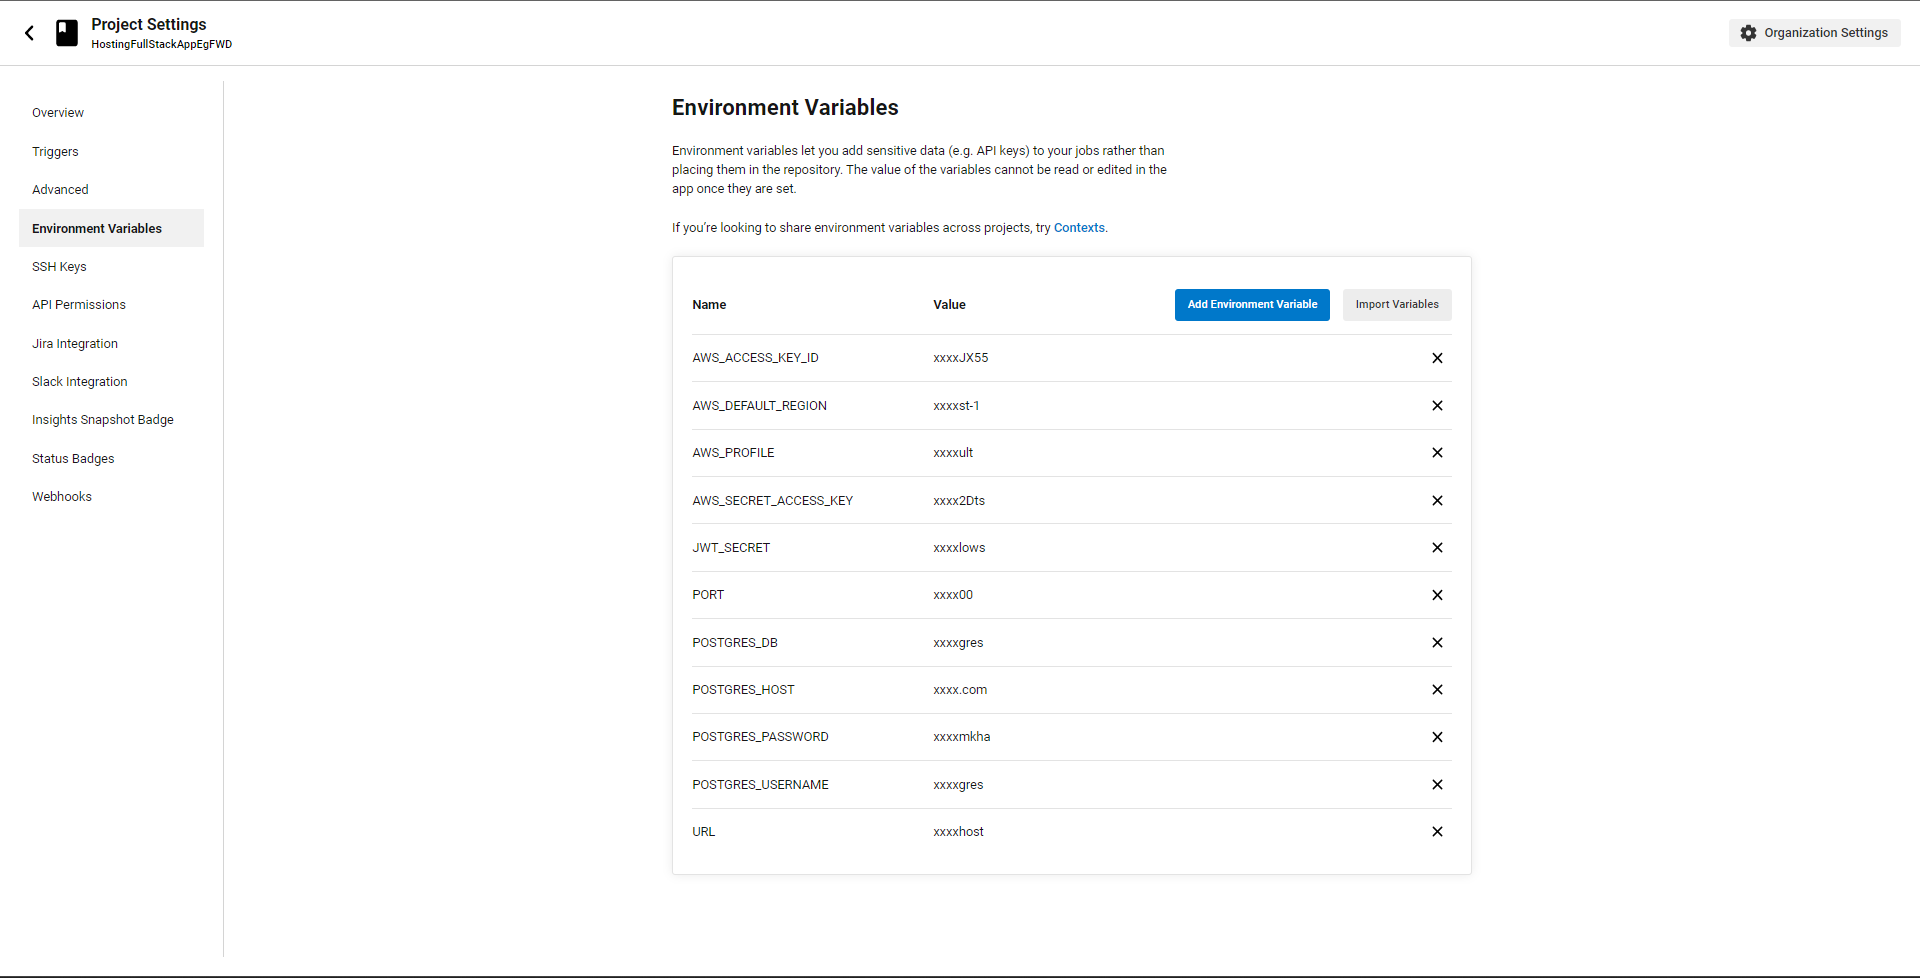 Project Settings
HostingFullStackAppEgFWD
Organization Settings
Overview
Triggers
Advanced
Environment Variables
SSH Keys
API Permissions
Jira Integration
Slack Integration
Insights Snapshot Badge
Status Badges
Webhooks
Environment Variables
Environment variables let you add sensitive data (e.g. API keys) to your jobs rather than
placing them in the repository. The value of the variables cannot be read or edited in the
app once they are set.
If you're looking to share environment variables across projects, try Contexts.
Name Value Add Environment Variable Import Variables
AWS_ACCESS_KEY_ID xxxxJX55
AWS_DEFAULT_REGION xxxxst-1
AWS_PROFILE xxxxult
AWS_SECRET_ACCESS_KEY xxxx2Dts
JWT_SECRET xxxxlows
PORT xxxx00
POSTGRES_DB xxxxgres
POSTGRES_HOST xxxx.com
POSTGRES_PASSWORD xxxxmkha
POSTGRES_USERNAME xxxxgres
URL xxxxhost